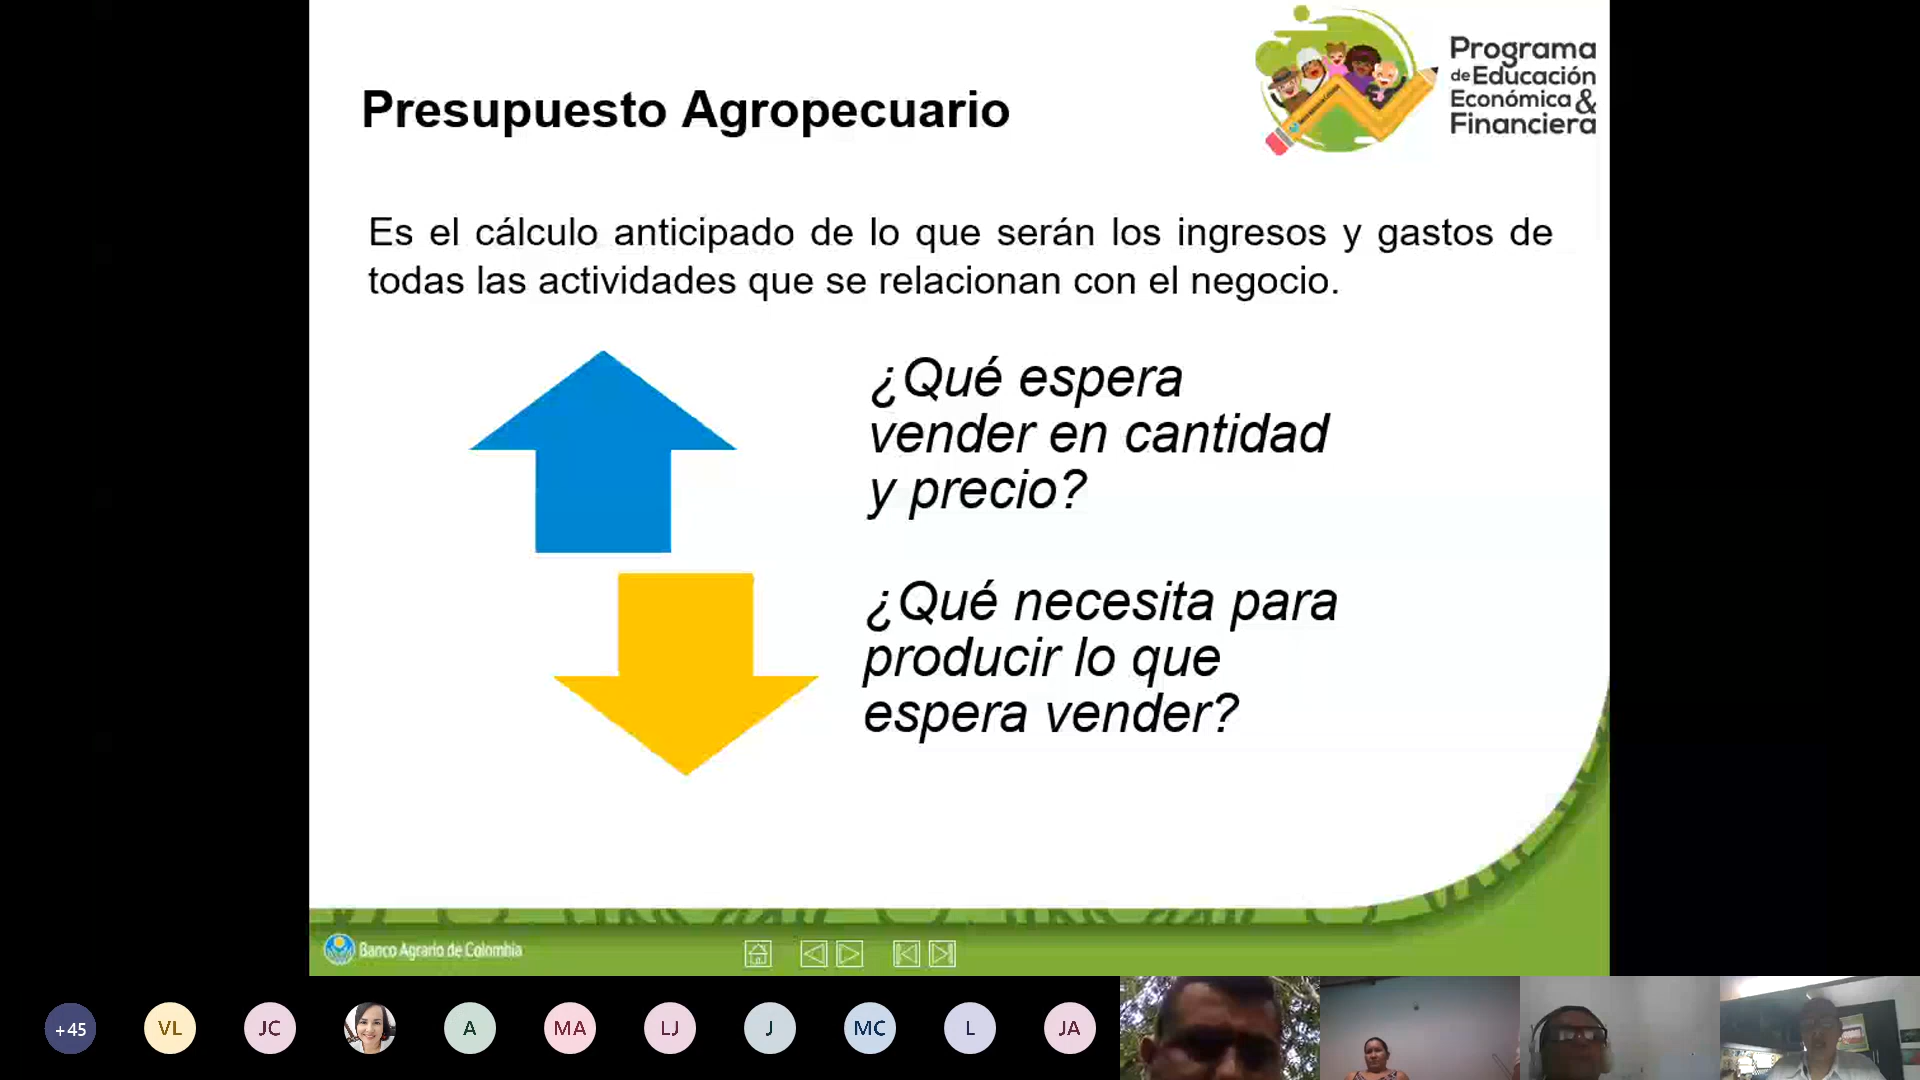 Programa
de Educación
Económica &
Financiera
Presupuesto Agropecuario
Es el cálculo anticipado de lo que serán los ingresos y gastos de
todas las actividades que se relacionan con el negocio.
¿Qué espera
vender en cantidad
y precio?
¿Qué necesita para
producir lo que
espera vender?
Banco Agrario de Colombia
+45
VL
JC
A
MA
LJ
J
MC
L
JA